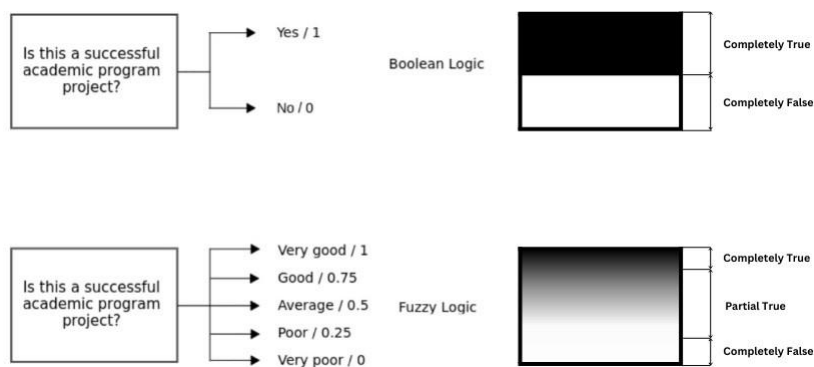 Is this a successful
academic program
project?
Yes / 1
No / 0
Boolean Logic
Completely True
Completely False
Is this a successful
academic program
project?
Very good / 1
Good / 0.75
Average / 0.5
Poor / 0.25
Very poor / 0
Fuzzy Logic
Completely True
Partial True
Completely False